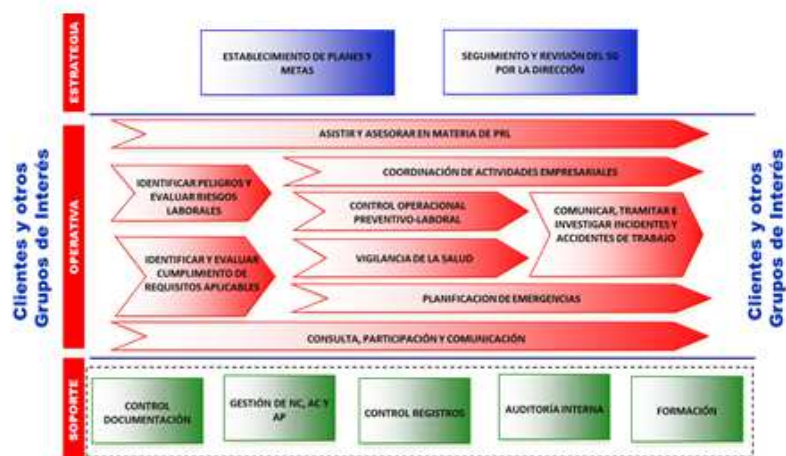 ESTRATEGIA
ESTABLECIMIENTO DE PLANES Y
METAS
SEGUIMIENTO Y REVISIÓN DEL SG
POR LA DIRECCIÓN
Clientes y otros
Grupos de Interés
OPERATIVA
ASISTIR Y ASESORAR EN MATERIA DE PRL
COORDINACIÓN DE ACTIVIDADES EMPRESARIALES
IDENTIFICAR PELIGROS Y
EVALUAR RIESGOS
LABORALES
CONTROL OPERACIONAL
PREVENTIVO-LABORAL
COMUNICAR, TRAMITAR E
INVESTIGAR INCIDENTES Y
ACCIDENTES DE TRABAJO
IDENTIFICAR Y EVALUAR
CUMPLIMIENTO DE
REQUISITOS APLICABLES
VIGILANCIA DE LA SALUD
PLANIFICACION DE EMERGENCIAS
CONSULTA, PARTICIPACIÓN Y COMUNICACIÓN
Clientes y otros
Grupos de Interés
SOPORTE
CONTROL
DOCUMENTACIÓN
GESTIÓN DE NC, AC Y
AP
CONTROL REGISTROS
AUDITORÍA INTERNA
FORMACIÓN